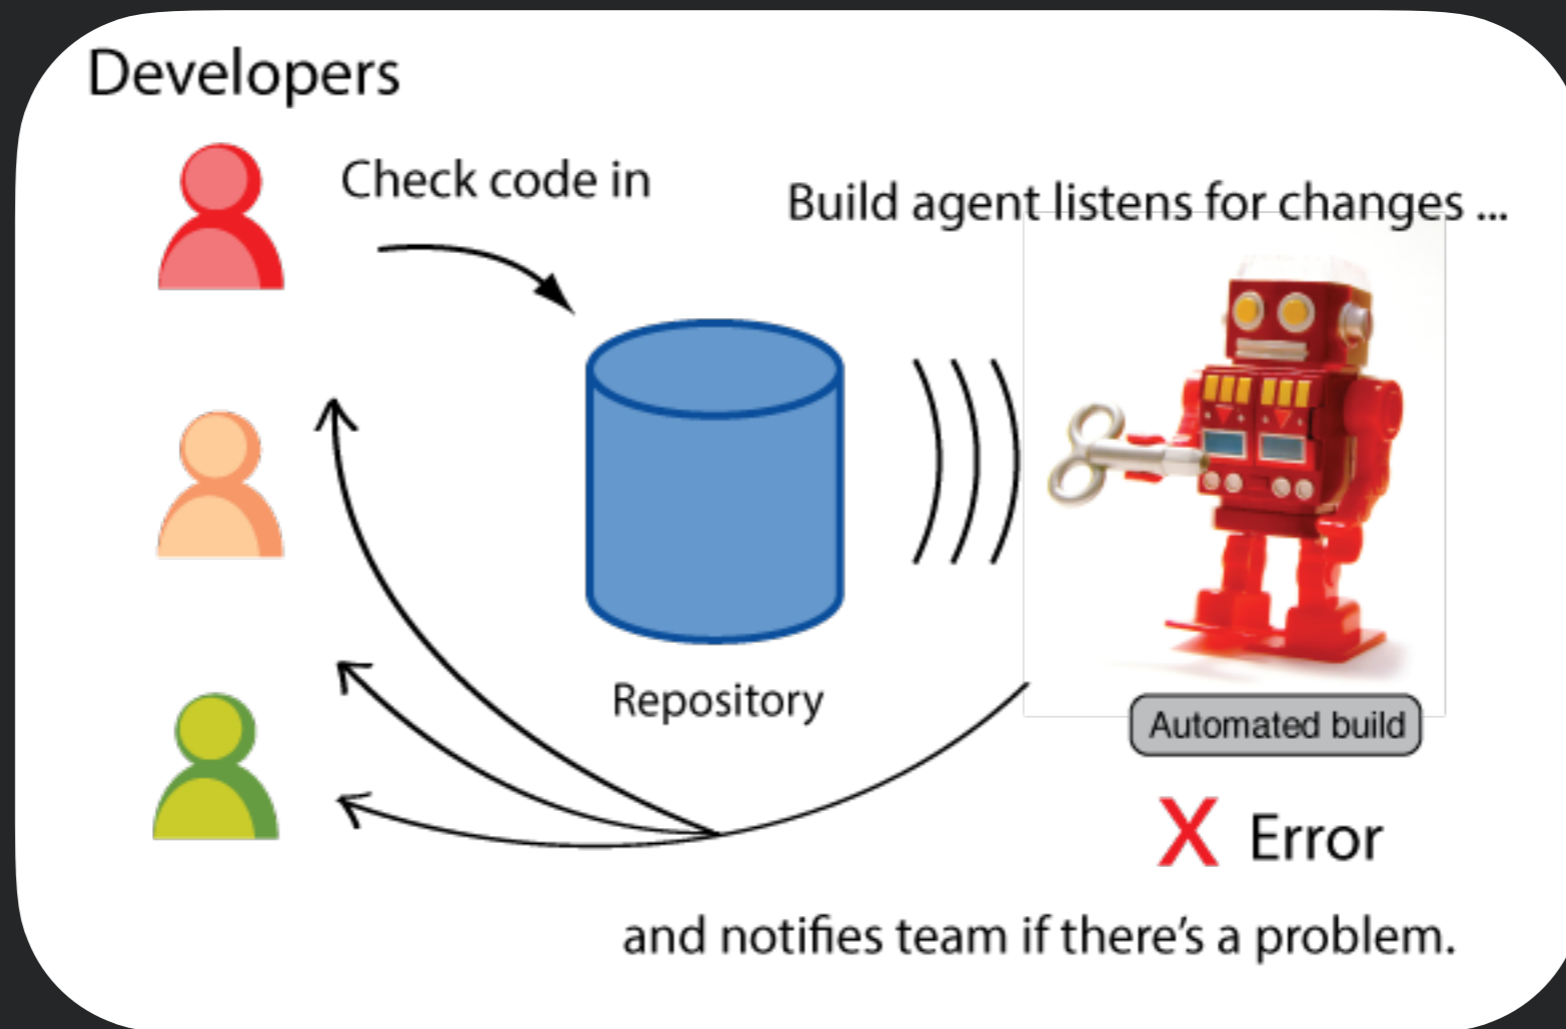 Developers
Check code in
Build agent listens for changes ...
Repository
Automated build
X Error
and notifies team if there's a problem.